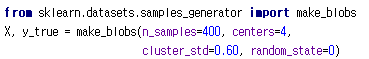 from sklearn.datasets.samples_generator import make_blobs
X, y_true = make_blobs(n_samples=400, centers=4,
                       cluster_std=0.60, random_state=0)